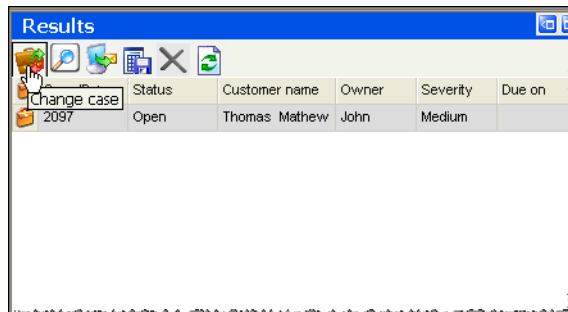 Results
Change case
Status Customer name Owner Severity Due on
2097 Open Thomas Mathew John Medium